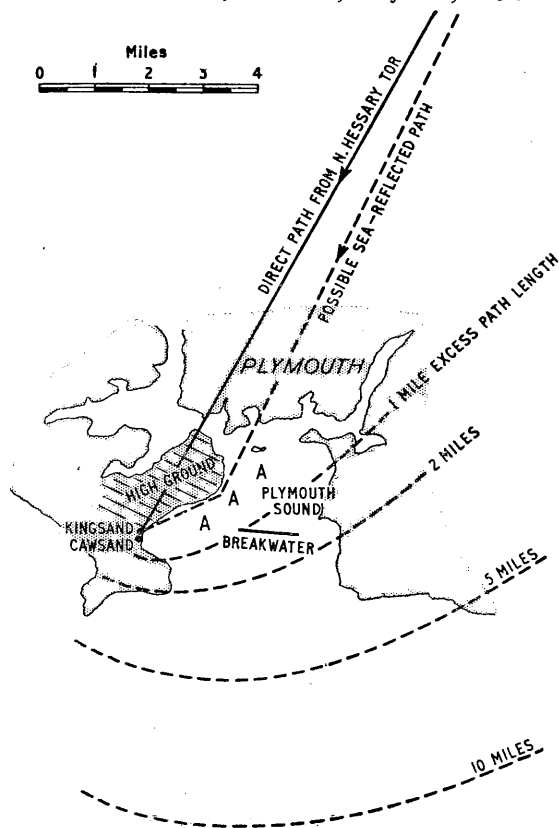 Miles
0 1 2 4
DIRECT PATH FROM N. HESSARY TOR
POSSIBLE SEA-REFLECTED PATH
1 MILE EXCESS PATH LENGTH
PLYMOUTH
HIGH GROUND
A
A
A
PLYMOUTH
SOUND
2 MILES
KINGSAND
CAWSAND
BREAKWATER
5 MILES
10 MILES